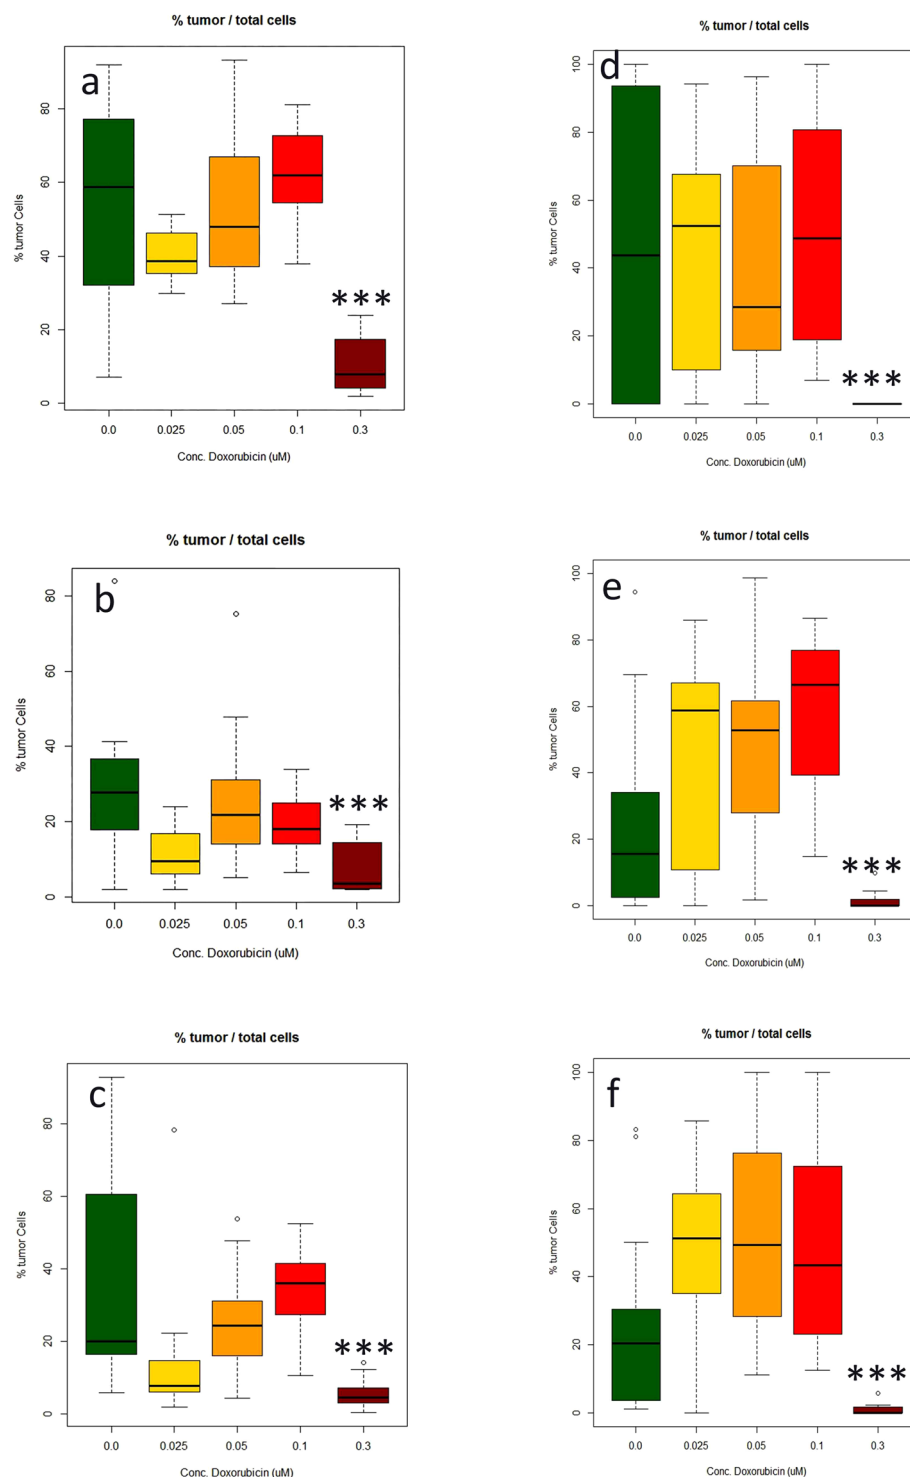 % tumor / total cells
a
% tumor Cells
80
60
40
20
0
***
0.0 0.025 0.05 0.1 0.3
Conc. Doxorubicin (uM)
% tumor / total cells
d
% tumor Cells
100
80
60
40
20
0
***
0.0 0.025 0.05 0.1 0.3
Conc. Doxorubicin (uM)
% tumor / total cells
b
% tumor Cells
80
60
40
20
0
***
0.0 0.025 0.05 0.1 0.3
Conc. Doxorubicin (uM)
% tumor / total cells
e
% tumor Cells
100
80
60
40
20
0
***
0.0 0.025 0.05 0.1 0.3
Conc. Doxorubicin (uM)
% tumor / total cells
c
% tumor Cells
80
60
40
20
0
***
0.0 0.025 0.05 0.1 0.3
Conc. Doxorubicin (uM)
% tumor / total cells
f
% tumor Cells
100
80
60
40
20
0
***
0.0 0.025 0.05 0.1 0.3
Conc. Doxorubicin (uM)